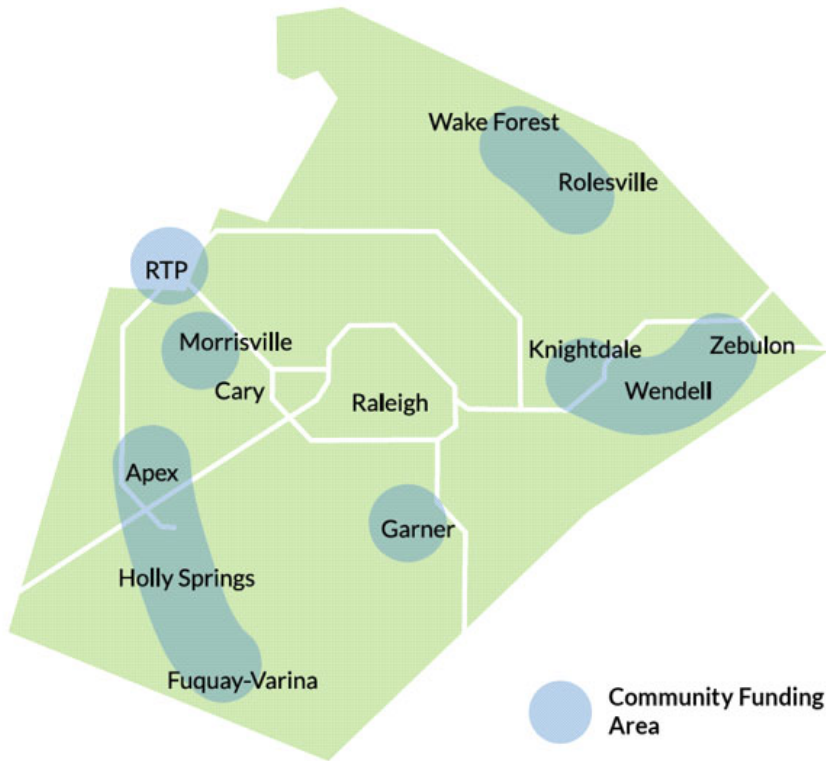 Wake Forest
Rolesville
RTP
Morrisville
Knightdale
Zebulon
Cary
Wendell
Raleigh
Apex
Garner
Holly Springs
Fuquay-Varina
Community Funding
Area